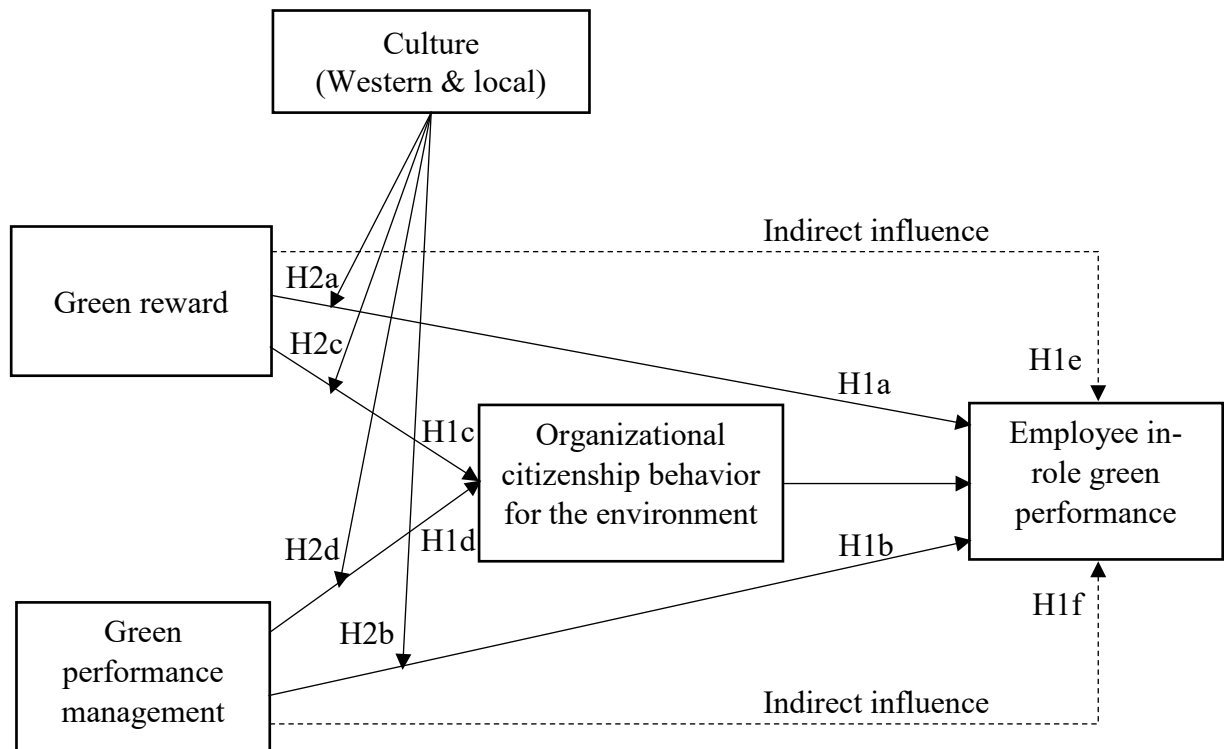 Culture
(Western & local)
Indirect influence
H2a
Green reward
H2c
H1e
H1a
H1c
Organizational
citizenship behavior
for the environment
Employee in-
role green
performance
H2d
H1d
H1b
H2b
H1f
Green
performance
management
Indirect influence